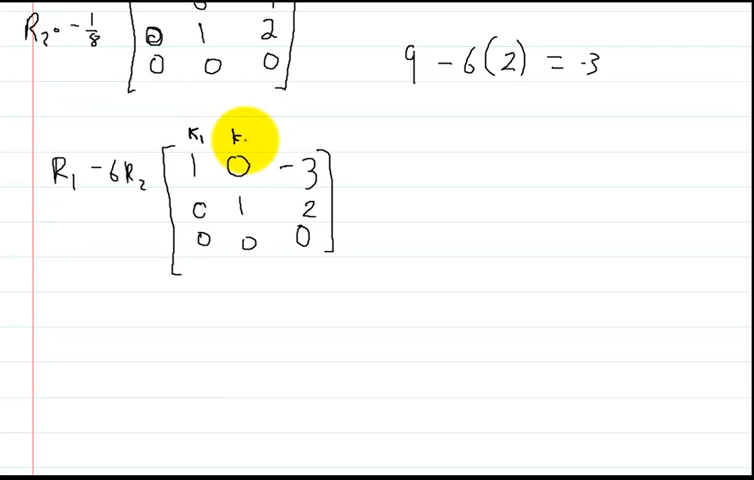 R₂ · -1/8
0 1 2
0 0 0
9 - 6(2) = -3
k₁ k.
R₁ - 6R₂
1 0 -3
0 1 2
0 0 0